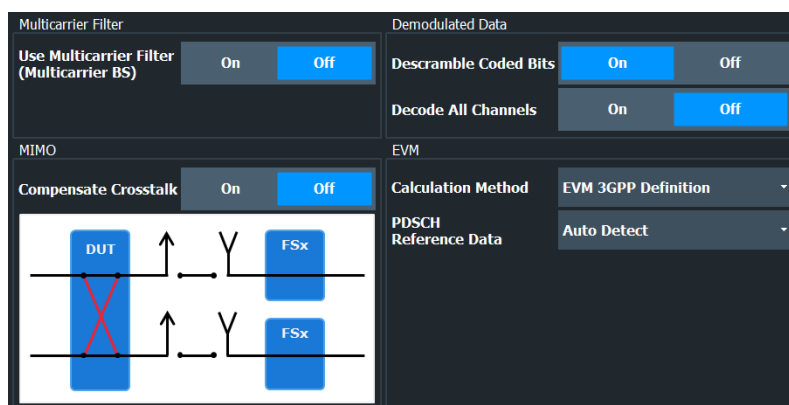 Multicarrier Filter
Use Multicarrier Filter
(Multicarrier BS)
On
Off
Demodulated Data
Descramble Coded Bits
On
Off
Decode All Channels
On
Off
MIMO
Compensate Crosstalk
On
Off
DUT
FSx
FSx
EVM
Calculation Method
EVM 3GPP Definition
PDSCH
Reference Data
Auto Detect